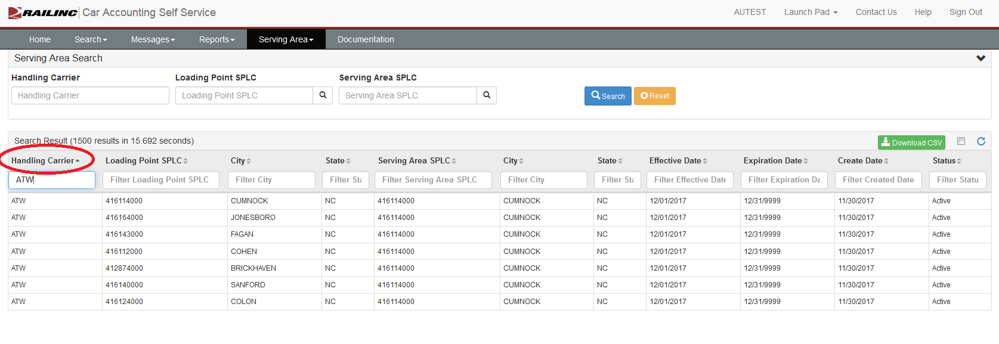 RAILINC Car Accounting Self Service AUTEST Launch Pad Contact Us Help Sign Out
Home Search Messages Reports Serving Area Documentation
Serving Area Search
Handling Carrier Loading Point SPLC Serving Area SPLC
Handling Carrier Loading Point SPLC Serving Area SPLC Search Reset
Search Result (1500 results in 15.692 seconds) Download CSV
Handling Carrier Loading Point SPLC City State Serving Area SPLC City State Effective Date Expiration Date Create Date Status
ATW Filter Loading Point SPLC Filter City Filter Sta Filter Serving Area SPLC Filter City Filter Sta Filter Effective Date Filter Expiration Da Filter Created Date Filter Statu
ATW 416114000 CUMNOCK NC 416114000 CUMNOCK NC 12/01/2017 12/31/9999 11/30/2017 Active
ATW 416164000 JONESBORO NC 416114000 CUMNOCK NC 12/01/2017 12/31/9999 11/30/2017 Active
ATW 416143000 FAGAN NC 416114000 CUMNOCK NC 12/01/2017 12/31/9999 11/30/2017 Active
ATW 416112000 COHEN NC 416114000 CUMNOCK NC 12/01/2017 12/31/9999 11/30/2017 Active
ATW 412874000 BRICKHAVEN NC 416114000 CUMNOCK NC 12/01/2017 12/31/9999 11/30/2017 Active
ATW 416140000 SANFORD NC 416114000 CUMNOCK NC 12/01/2017 12/31/9999 11/30/2017 Active
ATW 416124000 COLON NC 416114000 CUMNOCK NC 12/01/2017 12/31/9999 11/30/2017 Active